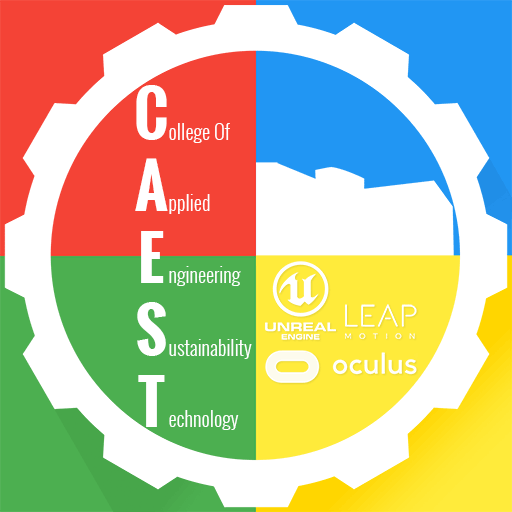 College Of
Applied
Engineering
Sustainability
Technology
UNREAL
ENGINE
LEAP
MOTION
oculus